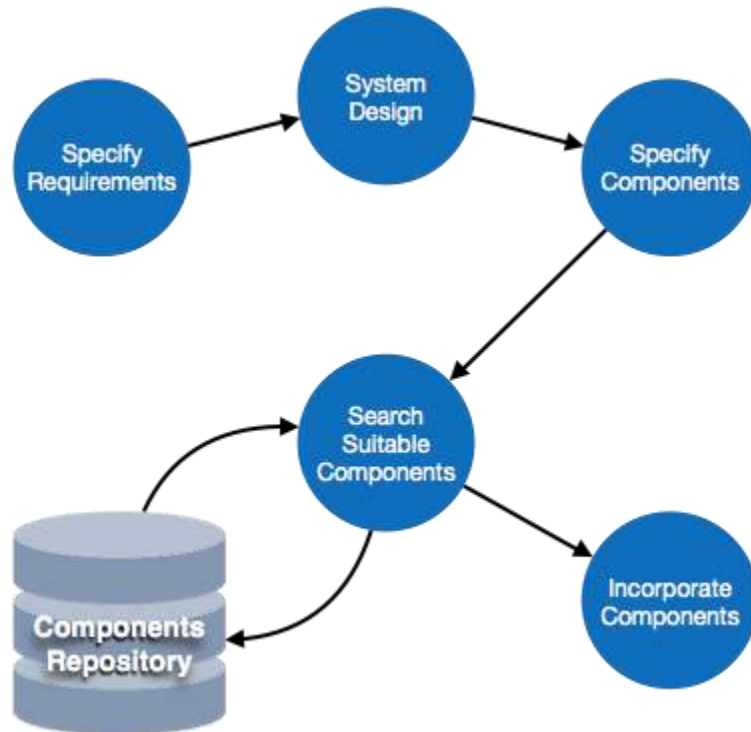 System
Design
Specify
Requirements
Specify
Components
Search
Suitable
Components
Components
Repository
Incorporate
Components